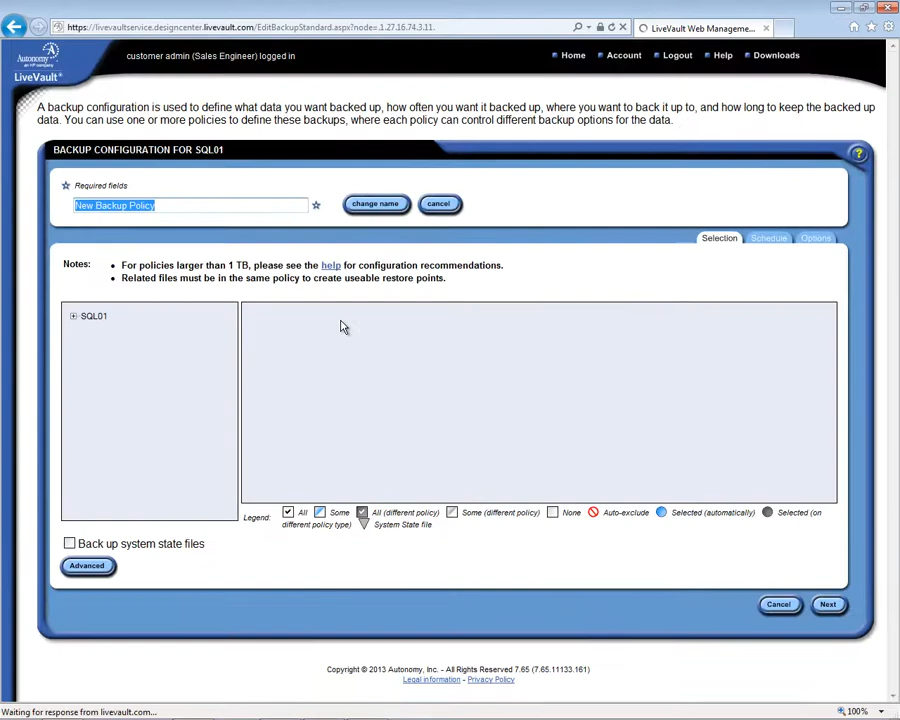 https://livevaultservice.designcenter.livevault.com/EditBackupStandard.aspx?node=.1.27.16.74.3.11.
LiveVault Web Manageme...
Autonomy
an HP company
LiveVault®
customer admin (Sales Engineer) logged in
Home
Account
Logout
Help
Downloads
A backup configuration is used to define what data you want backed up, how often you want it backed up, where you want to back it up to, and how long to keep the backed up
data. You can use one or more policies to define these backups, where each policy can control different backup options for the data.
BACKUP CONFIGURATION FOR SQL01
?
Required fields
New Backup Policy
change name
cancel
Selection
Schedule
Options
Notes:
• For policies larger than 1 TB, please see the help for configuration recommendations.
• Related files must be in the same policy to create useable restore points.
SQL01
Legend: All Some All (different policy) Some (different policy) None Auto-exclude Selected (automatically) Selected (on
different policy type) System State file
Back up system state files
Advanced
Cancel
Next
Copyright © 2013 Autonomy, Inc. - All Rights Reserved 7.65 (7.65.11133.161)
Legal information - Privacy Policy
Waiting for response from livevault.com...
100%